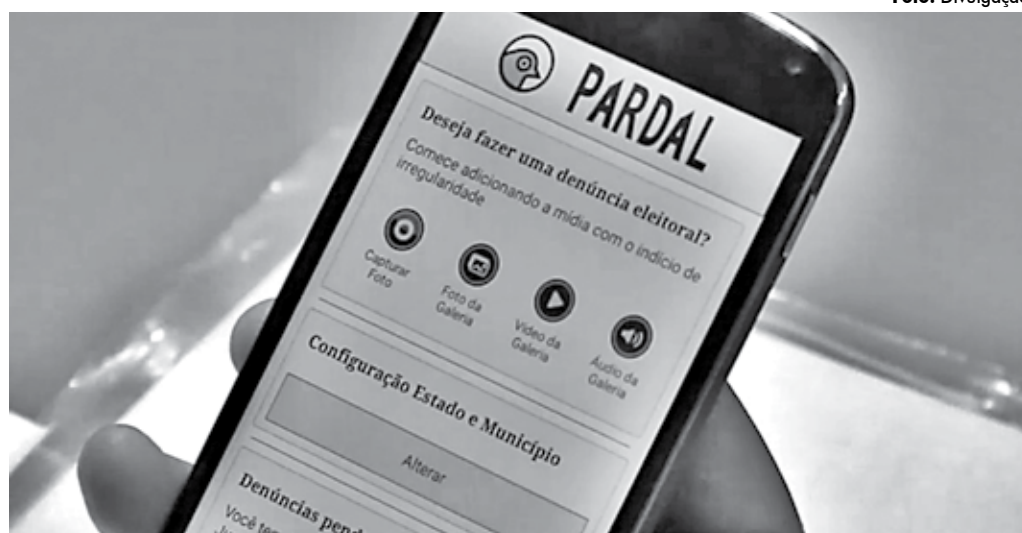 Foto: Divulgação
PARDAL
Deseja fazer uma denúncia eleitoral?
Comece adicionando a mídia com o indício de
irregularidade
Capturar
Foto
Foto da
Galeria
Vídeo da
Galeria
Áudio da
Galeria
Configuração Estado e Município
Alterar
Denúncias
Você